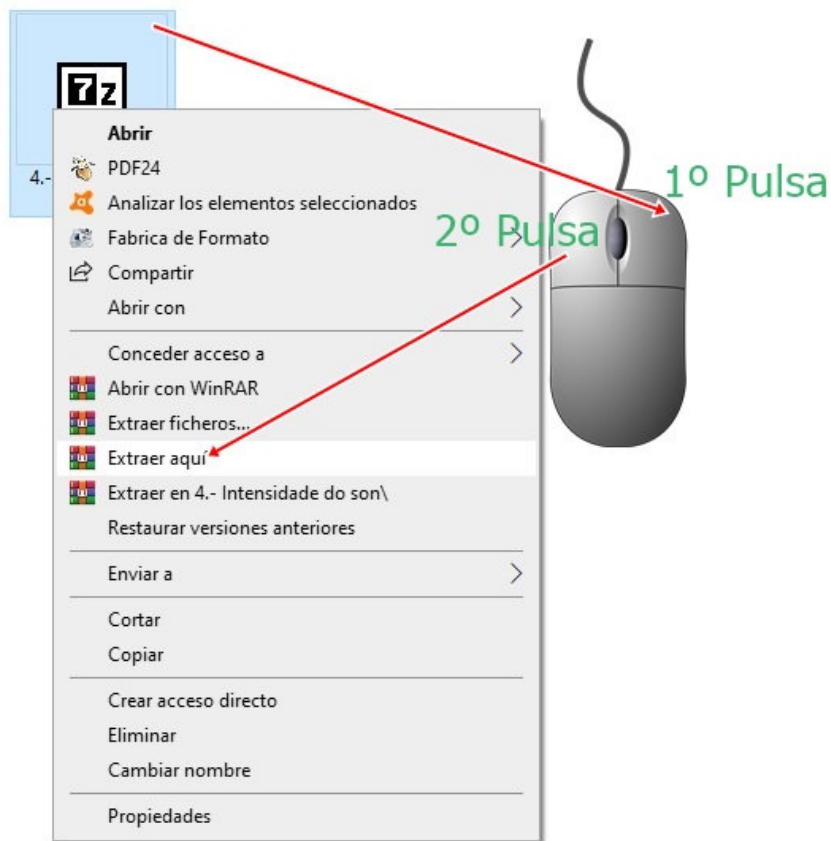 7z
4.-
Abrir
PDF24
Analizar los elementos seleccionados
Fabrica de Formato
Compartir
Abrir con
Conceder acceso a
Abrir con WinRAR
Extraer ficheros...
Extraer aquí
Extraer en 4.- Intensidade do son\
Restaurar versiones anteriores
Enviar a
Cortar
Copiar
Crear acceso directo
Eliminar
Cambiar nombre
Propiedades
1º Pulsa
2º Pulsa